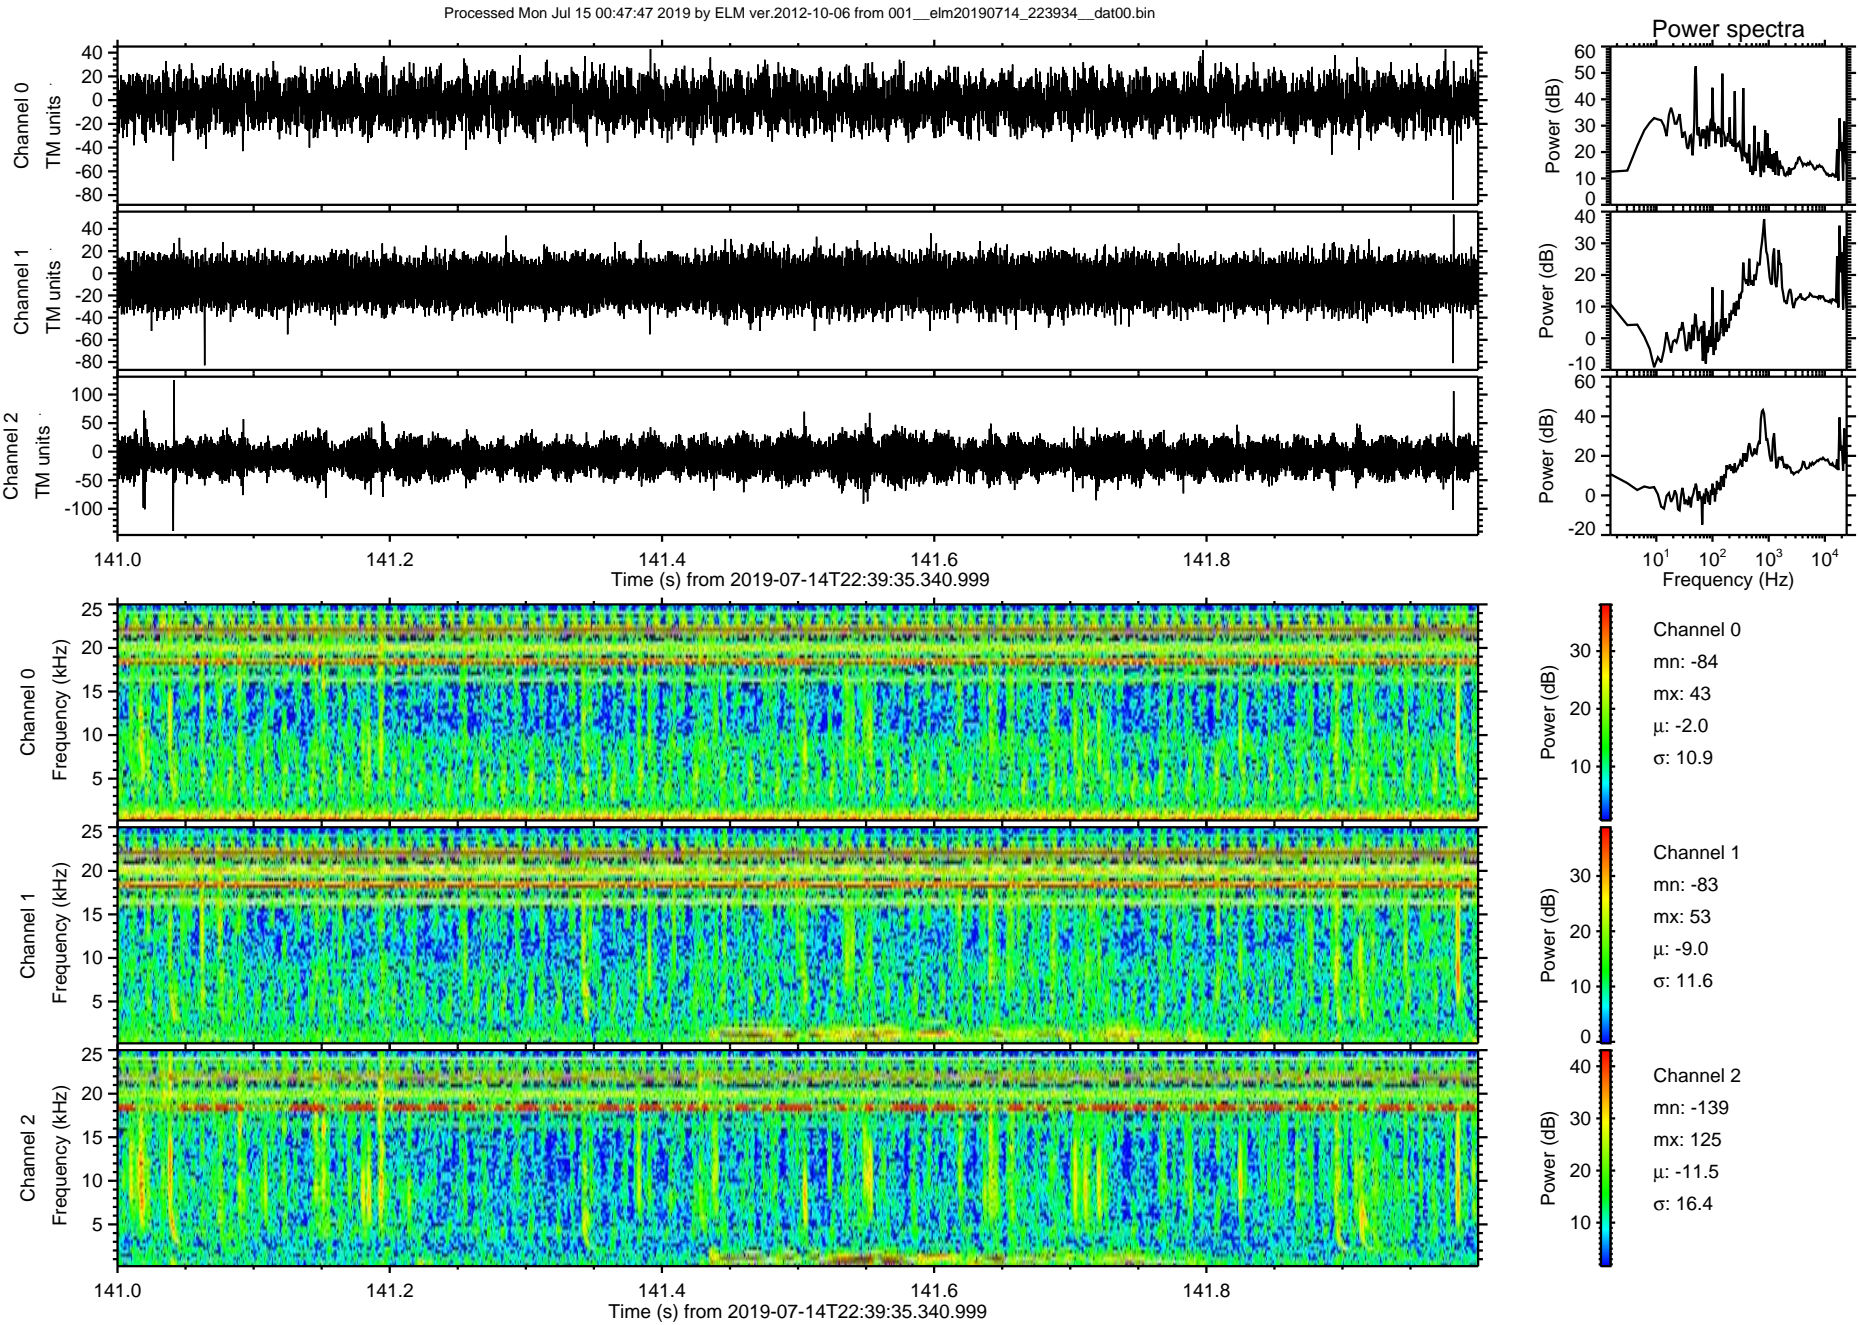 Processed Mon Jul 15 00:47:47 2019 by ELM ver.2012-10-06 from 001__elm20190714_223934__dat00.bin
Power spectra
Channel 0
TM units
40
20
0
-20
-40
-60
-80
Power (dB)
60
50
40
30
20
10
0
Channel 1
TM units
40
20
0
-20
-40
-60
-80
Power (dB)
40
30
20
10
0
-10
Channel 2
TM units
100
50
0
-50
-100
Power (dB)
60
40
20
0
-20
141.0 141.2 141.4 141.6 141.8
Time (s) from 2019-07-14T22:39:35.340.999
10¹ 10² 10³ 10⁴
Frequency (Hz)
Channel 0
Frequency (kHz)
25
20
15
10
5
Power (dB)
30
20
10
Channel 0
mn: -84
mx: 43
μ: -2.0
σ: 10.9
Channel 1
Frequency (kHz)
25
20
15
10
5
Power (dB)
30
20
10
0
Channel 1
mn: -83
mx: 53
μ: -9.0
σ: 11.6
Channel 2
Frequency (kHz)
25
20
15
10
5
Power (dB)
40
30
20
10
Channel 2
mn: -139
mx: 125
μ: -11.5
σ: 16.4
141.0 141.2 141.4 141.6 141.8
Time (s) from 2019-07-14T22:39:35.340.999